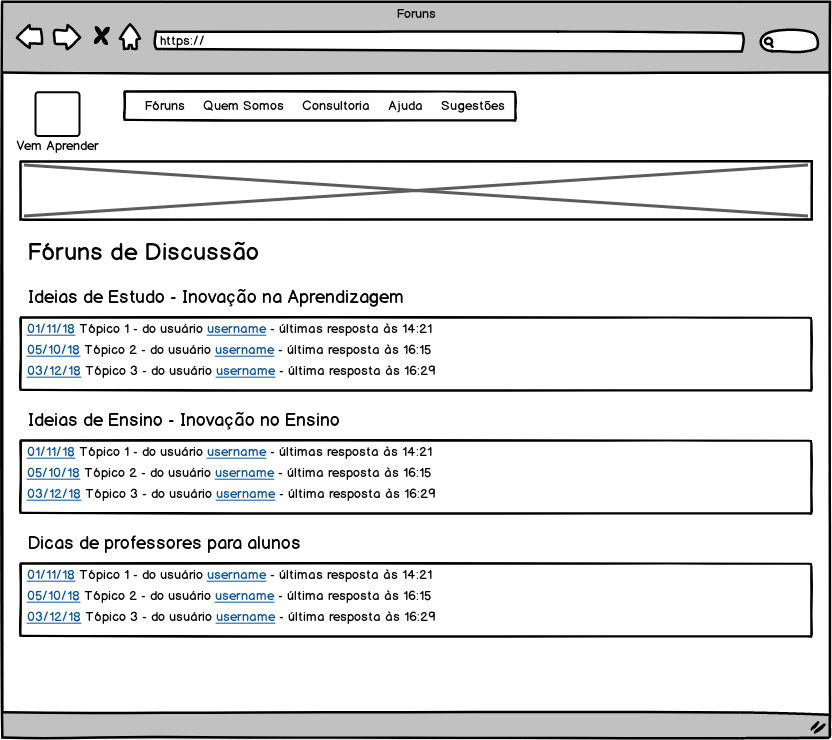 Foruns
https://
Fóruns Quem Somos Consultoria Ajuda Sugestões
Vem Aprender
Fóruns de Discussão
Ideias de Estudo - Inovação na Aprendizagem
01/11/18 Tópico 1 - do usuário username - últimas resposta às 14:21
05/10/18 Tópico 2 - do usuário username - última resposta às 16:15
03/12/18 Tópico 3 - do usuário username - última resposta às 16:29
Ideias de Ensino - Inovação no Ensino
01/11/18 Tópico 1 - do usuário username - últimas resposta às 14:21
05/10/18 Tópico 2 - do usuário username - última resposta às 16:15
03/12/18 Tópico 3 - do usuário username - última resposta às 16:29
Dicas de professores para alunos
01/11/18 Tópico 1 - do usuário username - últimas resposta às 14:21
05/10/18 Tópico 2 - do usuário username - última resposta às 16:15
03/12/18 Tópico 3 - do usuário username - última resposta às 16:29